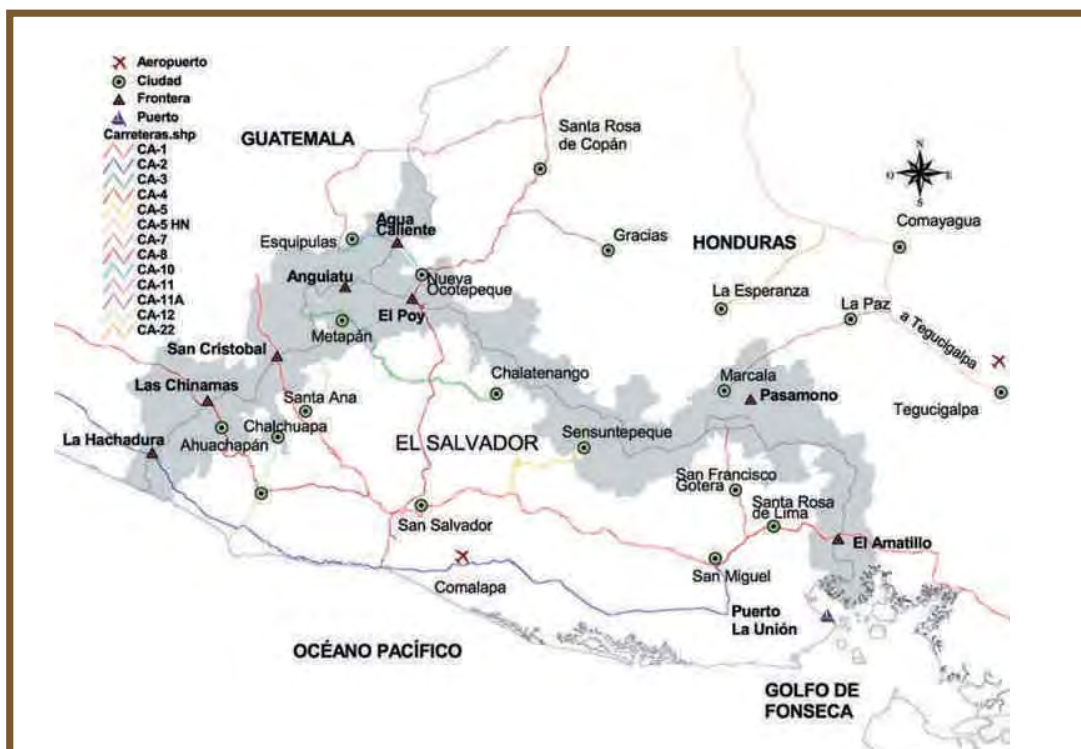 Aeropuerto
Ciudad
Frontera
Puerto
Carreteras.shp
CA-1
CA-2
CA-3
CA-4
CA-5
CA-5 HN
CA-7
CA-8
CA-10
CA-11
CA-11A
CA-12
CA-22
GUATEMALA
Santa Rosa
de Copán
N
O
E
S
Comayagua
Agua
Caliente
Esquipulas
Gracias
HONDURAS
Anguiatu
Nueva
Ocotepeque
La Esperanza
El Poy
La Paz
a Tegucigalpa
Metapán
San Cristobal
Chalatenango
Marcala
Pasamono
Tegucigalpa
Las Chinamas
Santa Ana
La Hachadura
Ahuachapán
Chalchuapa
EL SALVADOR
Sensuntepeque
San Francisco
Gotera
Santa Rosa
de Lima
San Salvador
El Amatillo
San Miguel
Comalapa
Puerto
La Unión
OCÉANO PACÍFICO
GOLFO DE
FONSECA